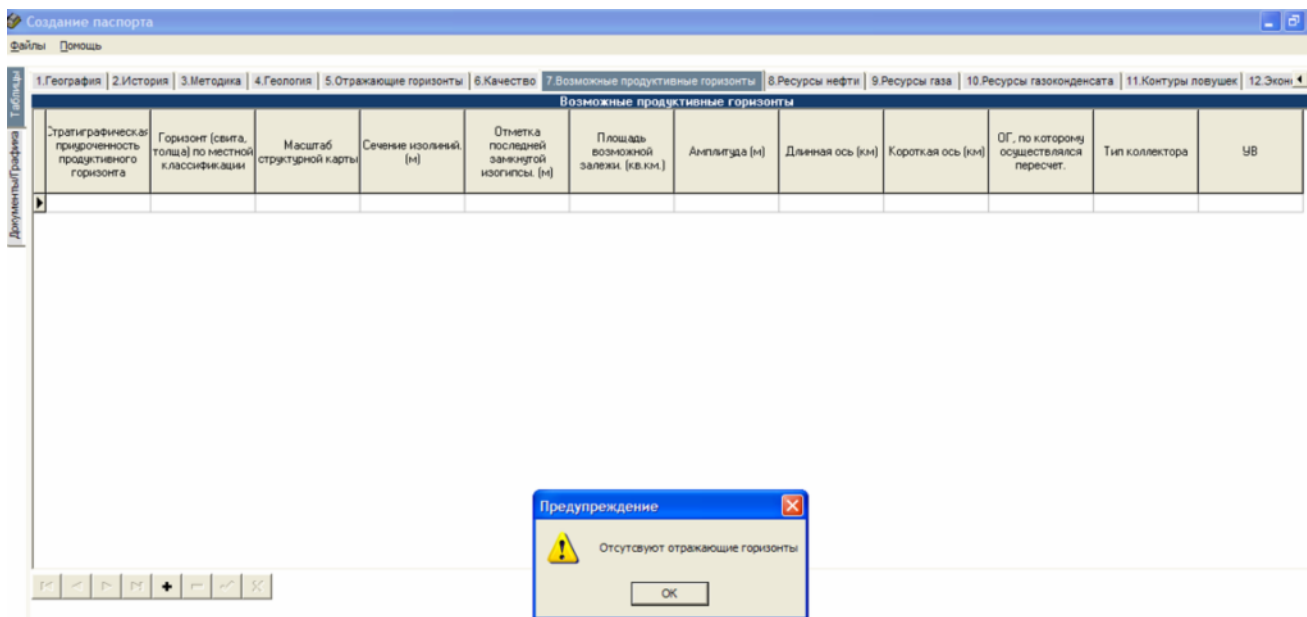 Создание паспорта
Файлы Помощь
Таблицы
Документы/Графика
1.География 2.История 3.Методика 4.Геология 5.Отражающие горизонты 6.Качество 7.Возможные продуктивные горизонты 8.Ресурсы нефти 9.Ресурсы газа 10.Ресурсы газоконденсата 11.Контуры ловушек 12.Экон
Возможные продуктивные горизонты
Стратиграфическая
приуроченность
продуктивного
горизонта
Горизонт (свита,
толща) по местной
классификации
Масштаб
структурной карты
Сечение изолиний.
(м)
Отметка
последней
замкнутой
изогипсы. (м)
Площадь
возможной
залежи. (кв.км.)
Амплитуда (м)
Длинная ось (км)
Короткая ось (км)
ОГ, по которому
осуществлялся
пересчет.
Тип коллектора
УВ
Предупреждение
Отсутсвуют отражающие горизонты
OK